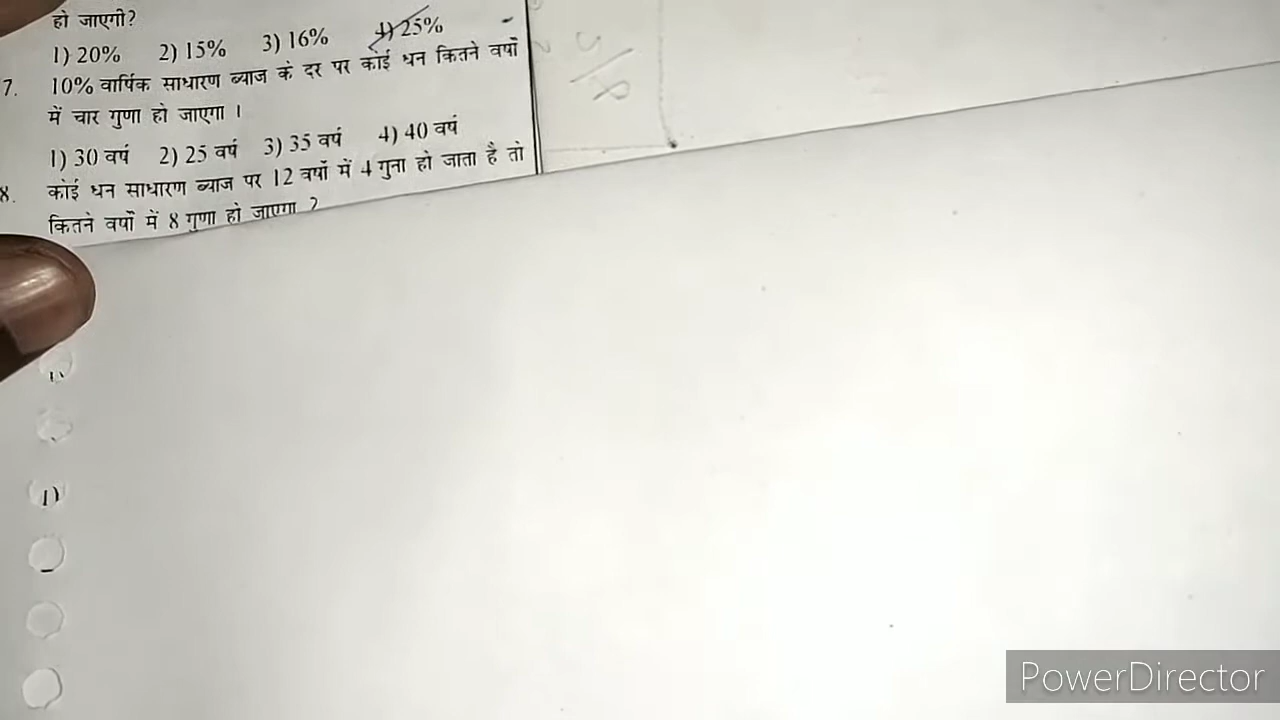 हो जाएगी?
1) 20% 2) 15% 3) 16% 4) 25%
7. 10% वार्षिक साधारण ब्याज के दर पर कोई धन कितने वर्षों
में चार गुणा हो जाएगा ।
1) 30 वर्ष 2) 25 वर्ष 3) 35 वर्ष 4) 40 वर्ष
8. कोई धन साधारण ब्याज पर 12 वर्षों में 4 गुना हो जाता है तो
कितने वर्षों में 8 गुणा हो जाएगा ?
1)
PowerDirector